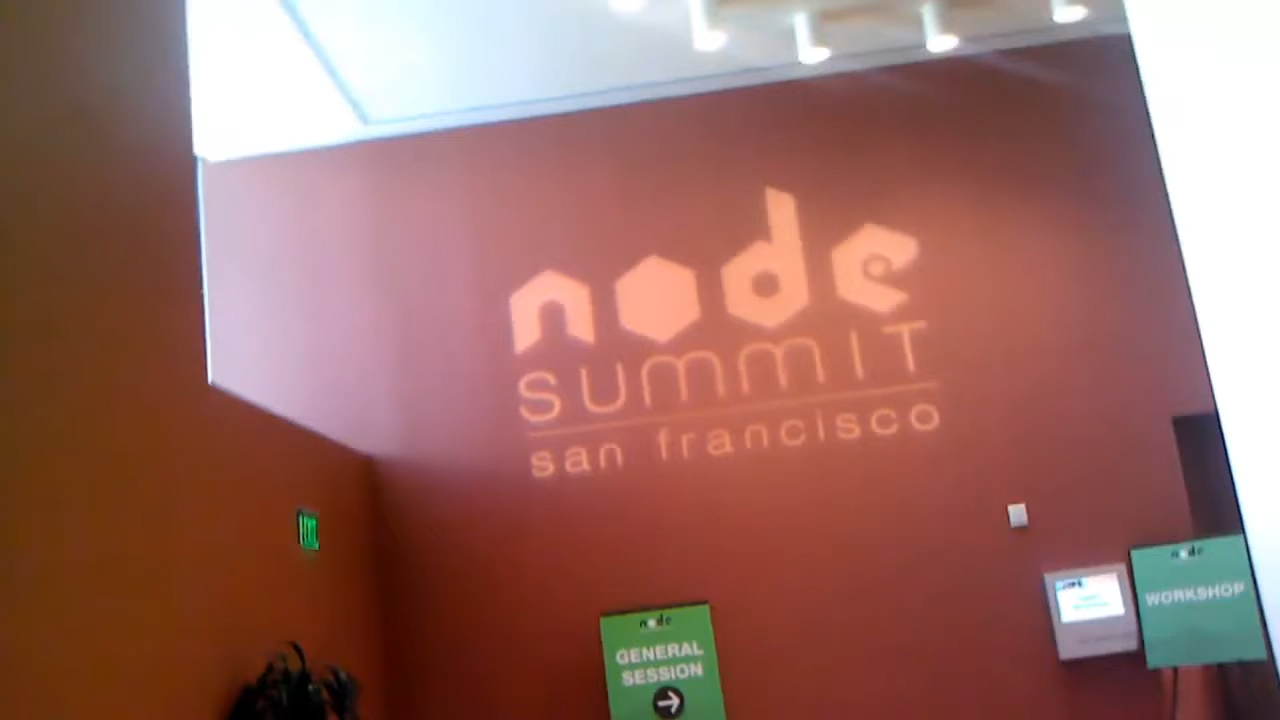 node
SUMMIT
san francisco
node
GENERAL
SESSION
node
WORKSHOP